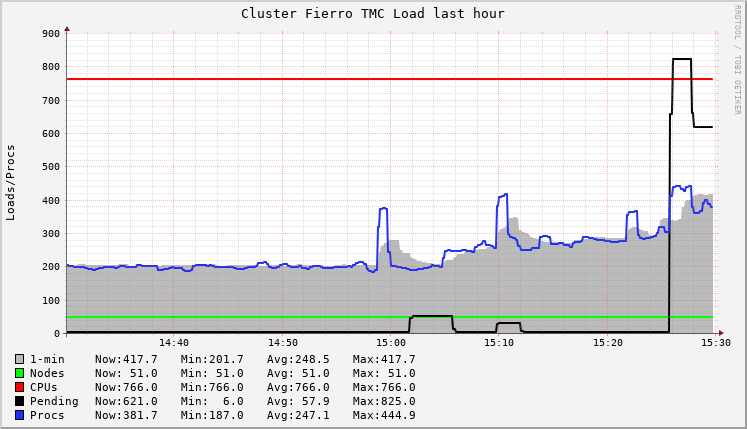 Cluster Fierro TMC Load last hour
RRDTOOL / TOBI OETIKER
Loads/Procs
900
800
700
600
500
400
300
200
100
0
14:40 14:50 15:00 15:10 15:20 15:30
1-min Now:417.7 Min:201.7 Avg:248.5 Max:417.7
Nodes Now: 51.0 Min: 51.0 Avg: 51.0 Max: 51.0
CPUs Now:766.0 Min:766.0 Avg:766.0 Max:766.0
Pending Now:621.0 Min: 6.0 Avg: 57.9 Max:825.0
Procs Now:381.7 Min:187.0 Avg:247.1 Max:444.9